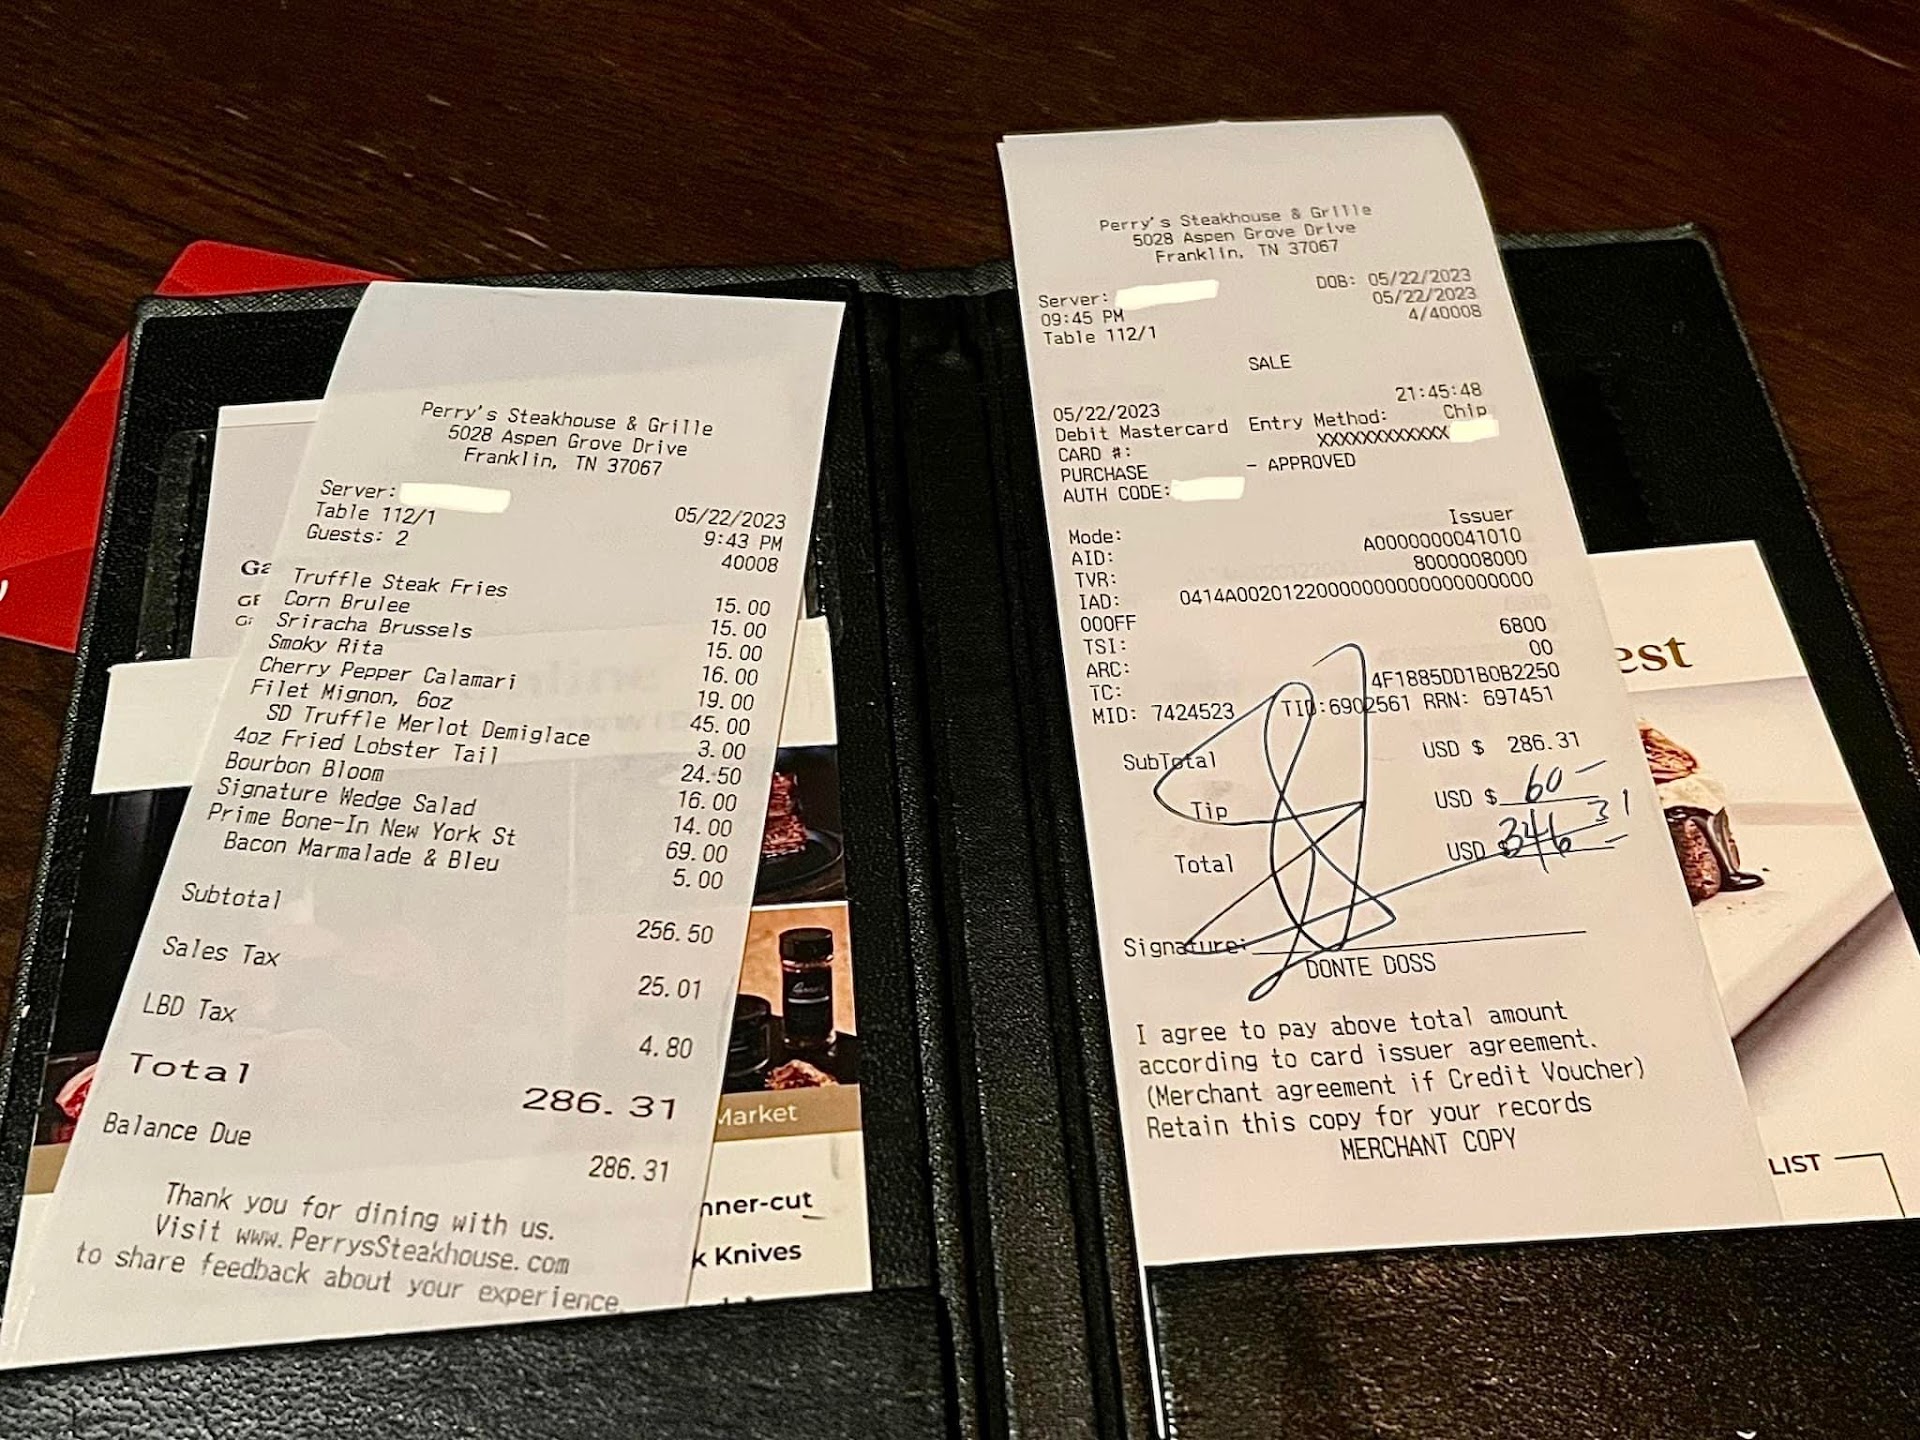 Perry's Steakhouse & Grille
5028 Aspen Grove Drive
Franklin, TN 37067
Server:
Table 112/1 05/22/2023
Guests: 2 9:43 PM
40008
Truffle Steak Fries 15.00
Corn Brulee 15.00
Sriracha Brussels 15.00
Smoky Rita 16.00
Cherry Pepper Calamari 19.00
Filet Mignon, 6oz 45.00
SD Truffle Merlot Demiglace 3.00
4oz Fried Lobster Tail 24.50
Bourbon Bloom 16.00
Signature Wedge Salad 14.00
Prime Bone-In New York St 69.00
Bacon Marmalade & Bleu 5.00
Subtotal 256.50
Sales Tax 25.01
LBD Tax 4.80
Total 286.31
Balance Due 286.31
Thank you for dining with us.
Visit www.PerrysSteakhouse.com
to share feedback about your experience.
Market
nner-cut
k Knives
Perry's Steakhouse & Grille
5028 Aspen Grove Drive
Franklin, TN 37067
Server: DOB: 05/22/2023
09:45 PM 05/22/2023
Table 112/1 4/40008
SALE
05/22/2023 21:45:48
Debit Mastercard Entry Method: Chip
CARD #: XXXXXXXXXXXX
PURCHASE - APPROVED
AUTH CODE:
Mode: Issuer
AID: A0000000041010
TVR: 8000008000
IAD: 0414A00201220000000000000000000000
000FF
TSI: 6800
ARC: 00
TC: 4F1885DD1B0B2250
MID: 7424523 TID:6902561 RRN: 697451
SubTotal USD $ 286.31
Tip USD $ 60 -
Total USD $ 346 31
Signature:
DONTE DOSS
I agree to pay above total amount
according to card issuer agreement.
(Merchant agreement if Credit Voucher)
Retain this copy for your records
MERCHANT COPY
est
LIST